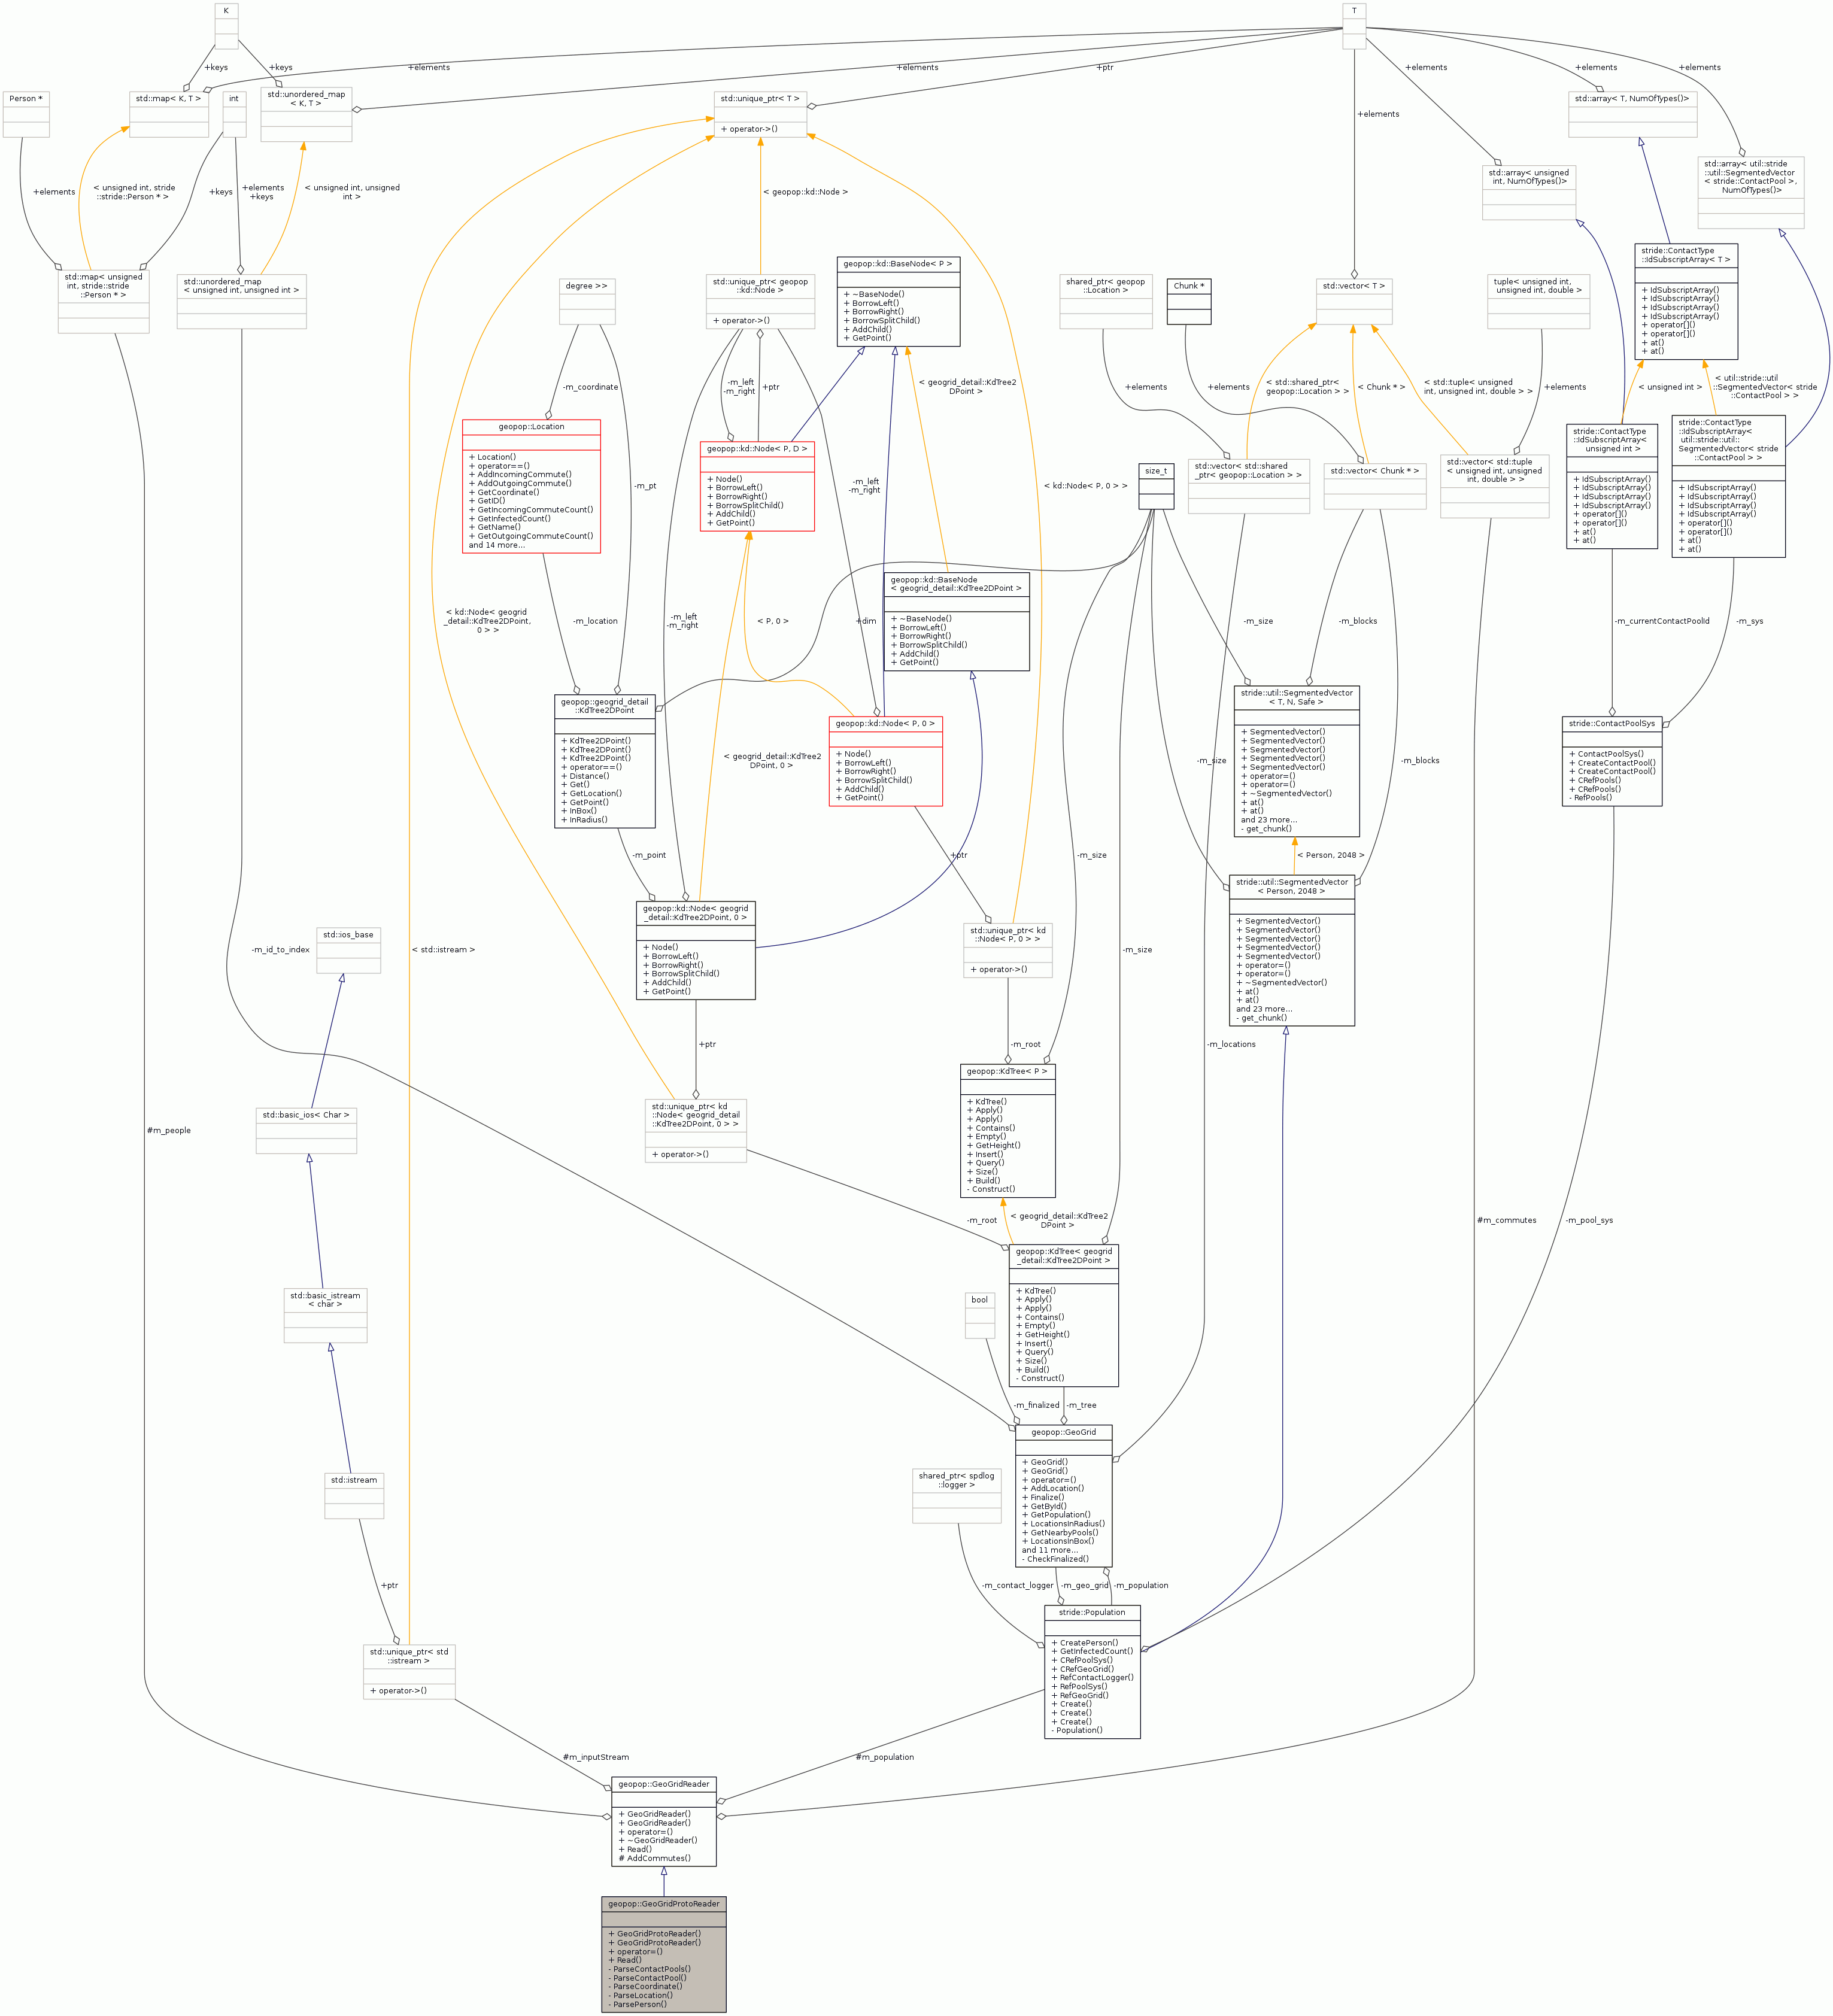 K
T
+keys
+keys
+elements
+elements
+ptr
+elements
+elements
+elements
Person *
std::map< K, T >
int
std::unordered_map
< K, T >
std::unique_ptr< T >
+ operator->()
+elements
std::array< T, NumOfTypes()>
std::array< unsigned
int, NumOfTypes()>
std::array< util::stride
::util::SegmentedVector
< stride::ContactPool >,
NumOfTypes()>
+elements
< unsigned int, stride
::stride::Person * >
+keys
+elements
+keys
< unsigned int, unsigned
int >
< geopop::kd::Node >
std::map< unsigned
int, stride::stride
::Person * >
std::unordered_map
< unsigned int, unsigned int >
degree >>
std::unique_ptr< geopop
::kd::Node >
+ operator->()
geopop::kd::BaseNode< P >
+ ~BaseNode()
+ BorrowLeft()
+ BorrowRight()
+ BorrowSplitChild()
+ AddChild()
+ GetPoint()
shared_ptr< geopop
::Location >
Chunk *
std::vector< T >
tuple< unsigned int,
unsigned int, double >
stride::ContactType
::IdSubscriptArray< T >
+ IdSubscriptArray()
+ IdSubscriptArray()
+ IdSubscriptArray()
+ IdSubscriptArray()
+ operator[]()
+ operator[]()
+ at()
+ at()
-m_coordinate
-m_left
-m_right
+ptr
< geogrid_detail::KdTree2
DPoint >
+elements
+elements
< std::shared_ptr<
geopop::Location > >
< Chunk * >
< std::tuple< unsigned
int, unsigned int, double > >
+elements
< unsigned int >
< util::stride::util
::SegmentedVector< stride
::ContactPool > >
geopop::Location
+ Location()
+ operator==()
+ AddIncomingCommute()
+ AddOutgoingCommute()
+ GetCoordinate()
+ GetID()
+ GetIncomingCommuteCount()
+ GetInfectedCount()
+ GetName()
+ GetOutgoingCommuteCount()
and 14 more...
-m_pt
geopop::kd::Node< P, D >
+ Node()
+ BorrowLeft()
+ BorrowRight()
+ BorrowSplitChild()
+ AddChild()
+ GetPoint()
-m_left
-m_right
< kd::Node< P, 0 > >
size_t
std::vector< std::shared
_ptr< geopop::Location > >
std::vector< Chunk * >
std::vector< std::tuple
< unsigned int, unsigned
int, double > >
stride::ContactType
::IdSubscriptArray<
unsigned int >
+ IdSubscriptArray()
+ IdSubscriptArray()
+ IdSubscriptArray()
+ IdSubscriptArray()
+ operator[]()
+ operator[]()
+ at()
+ at()
stride::ContactType
::IdSubscriptArray<
util::stride::util::
SegmentedVector< stride
::ContactPool > >
+ IdSubscriptArray()
+ IdSubscriptArray()
+ IdSubscriptArray()
+ IdSubscriptArray()
+ operator[]()
+ operator[]()
+ at()
+ at()
geopop::kd::BaseNode
< geogrid_detail::KdTree2DPoint >
+ ~BaseNode()
+ BorrowLeft()
+ BorrowRight()
+ BorrowSplitChild()
+ AddChild()
+ GetPoint()
< kd::Node< geogrid
_detail::KdTree2DPoint,
0 > >
-m_location
-m_left
-m_right
< P, 0 >
+dim
-m_size
-m_blocks
-m_currentContactPoolId
-m_sys
geopop::geogrid_detail
::KdTree2DPoint
+ KdTree2DPoint()
+ KdTree2DPoint()
+ KdTree2DPoint()
+ operator==()
+ Distance()
+ Get()
+ GetLocation()
+ GetPoint()
+ InBox()
+ InRadius()
< geogrid_detail::KdTree2
DPoint, 0 >
geopop::kd::Node< P, 0 >
+ Node()
+ BorrowLeft()
+ BorrowRight()
+ BorrowSplitChild()
+ AddChild()
+ GetPoint()
-m_size
stride::util::SegmentedVector
< T, N, Safe >
+ SegmentedVector()
+ SegmentedVector()
+ SegmentedVector()
+ SegmentedVector()
+ SegmentedVector()
+ operator=()
+ operator=()
+ ~SegmentedVector()
+ at()
+ at()
and 23 more...
- get_chunk()
-m_blocks
stride::ContactPoolSys
+ ContactPoolSys()
+ CreateContactPool()
+ CreateContactPool()
+ CRefPools()
+ CRefPools()
- RefPools()
-m_point
+ptr
-m_size
< Person, 2048 >
geopop::kd::Node< geogrid
_detail::KdTree2DPoint, 0 >
+ Node()
+ BorrowLeft()
+ BorrowRight()
+ BorrowSplitChild()
+ AddChild()
+ GetPoint()
stride::util::SegmentedVector
< Person, 2048 >
+ SegmentedVector()
+ SegmentedVector()
+ SegmentedVector()
+ SegmentedVector()
+ SegmentedVector()
+ operator=()
+ operator=()
+ ~SegmentedVector()
+ at()
+ at()
and 23 more...
- get_chunk()
std::unique_ptr< kd
::Node< P, 0 > >
+ operator->()
-m_id_to_index
std::ios_base
< std::istream >
-m_size
+ptr
-m_root
-m_locations
geopop::KdTree< P >
+ KdTree()
+ Apply()
+ Apply()
+ Contains()
+ Empty()
+ GetHeight()
+ Insert()
+ Query()
+ Size()
+ Build()
- Construct()
std::unique_ptr< kd
::Node< geogrid_detail
::KdTree2DPoint, 0 > >
+ operator->()
#m_people
std::basic_ios< Char >
-m_root
< geogrid_detail::KdTree2
DPoint >
#m_commutes
-m_pool_sys
geopop::KdTree< geogrid
_detail::KdTree2DPoint >
+ KdTree()
+ Apply()
+ Apply()
+ Contains()
+ Empty()
+ GetHeight()
+ Insert()
+ Query()
+ Size()
+ Build()
- Construct()
std::basic_istream
< char >
bool
-m_finalized
-m_tree
geopop::GeoGrid
+ GeoGrid()
+ GeoGrid()
+ operator=()
+ AddLocation()
+ Finalize()
+ GetById()
+ GetPopulation()
+ LocationsInRadius()
+ GetNearbyPools()
+ LocationsInBox()
and 11 more...
- CheckFinalized()
std::istream
shared_ptr< spdlog
::logger >
+ptr
-m_contact_logger
-m_geo_grid
-m_population
stride::Population
+ CreatePerson()
+ GetInfectedCount()
+ CRefPoolSys()
+ CRefGeoGrid()
+ RefContactLogger()
+ RefPoolSys()
+ RefGeoGrid()
+ Create()
+ Create()
+ Create()
- Population()
std::unique_ptr< std
::istream >
+ operator->()
#m_inputStream
#m_population
geopop::GeoGridReader
+ GeoGridReader()
+ GeoGridReader()
+ operator=()
+ ~GeoGridReader()
+ Read()
# AddCommutes()
geopop::GeoGridProtoReader
+ GeoGridProtoReader()
+ GeoGridProtoReader()
+ operator=()
+ Read()
- ParseContactPools()
- ParseContactPool()
- ParseCoordinate()
- ParseLocation()
- ParsePerson()